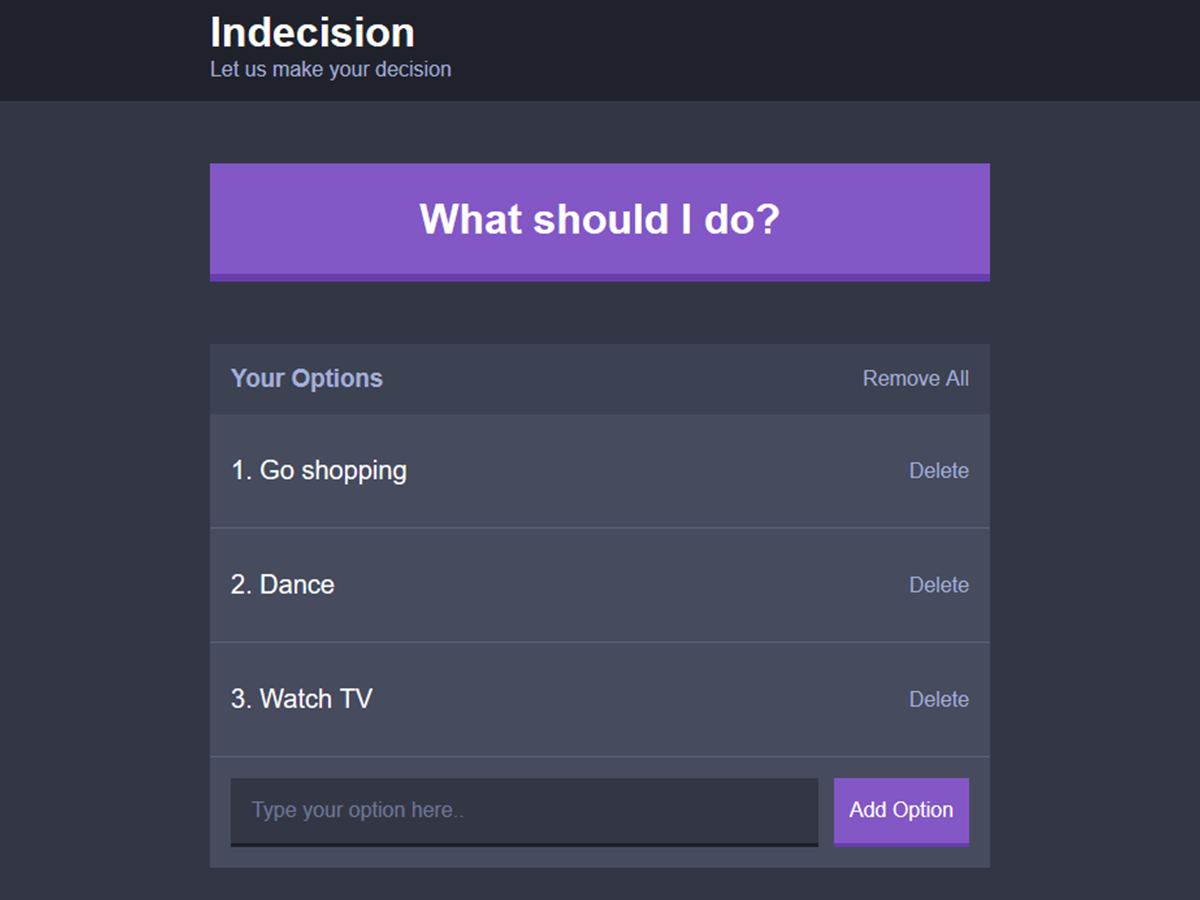 Indecision
Let us make your decision
What should I do?
Your Options
Remove All
1. Go shopping
Delete
2. Dance
Delete
3. Watch TV
Delete
Type your option here..
Add Option